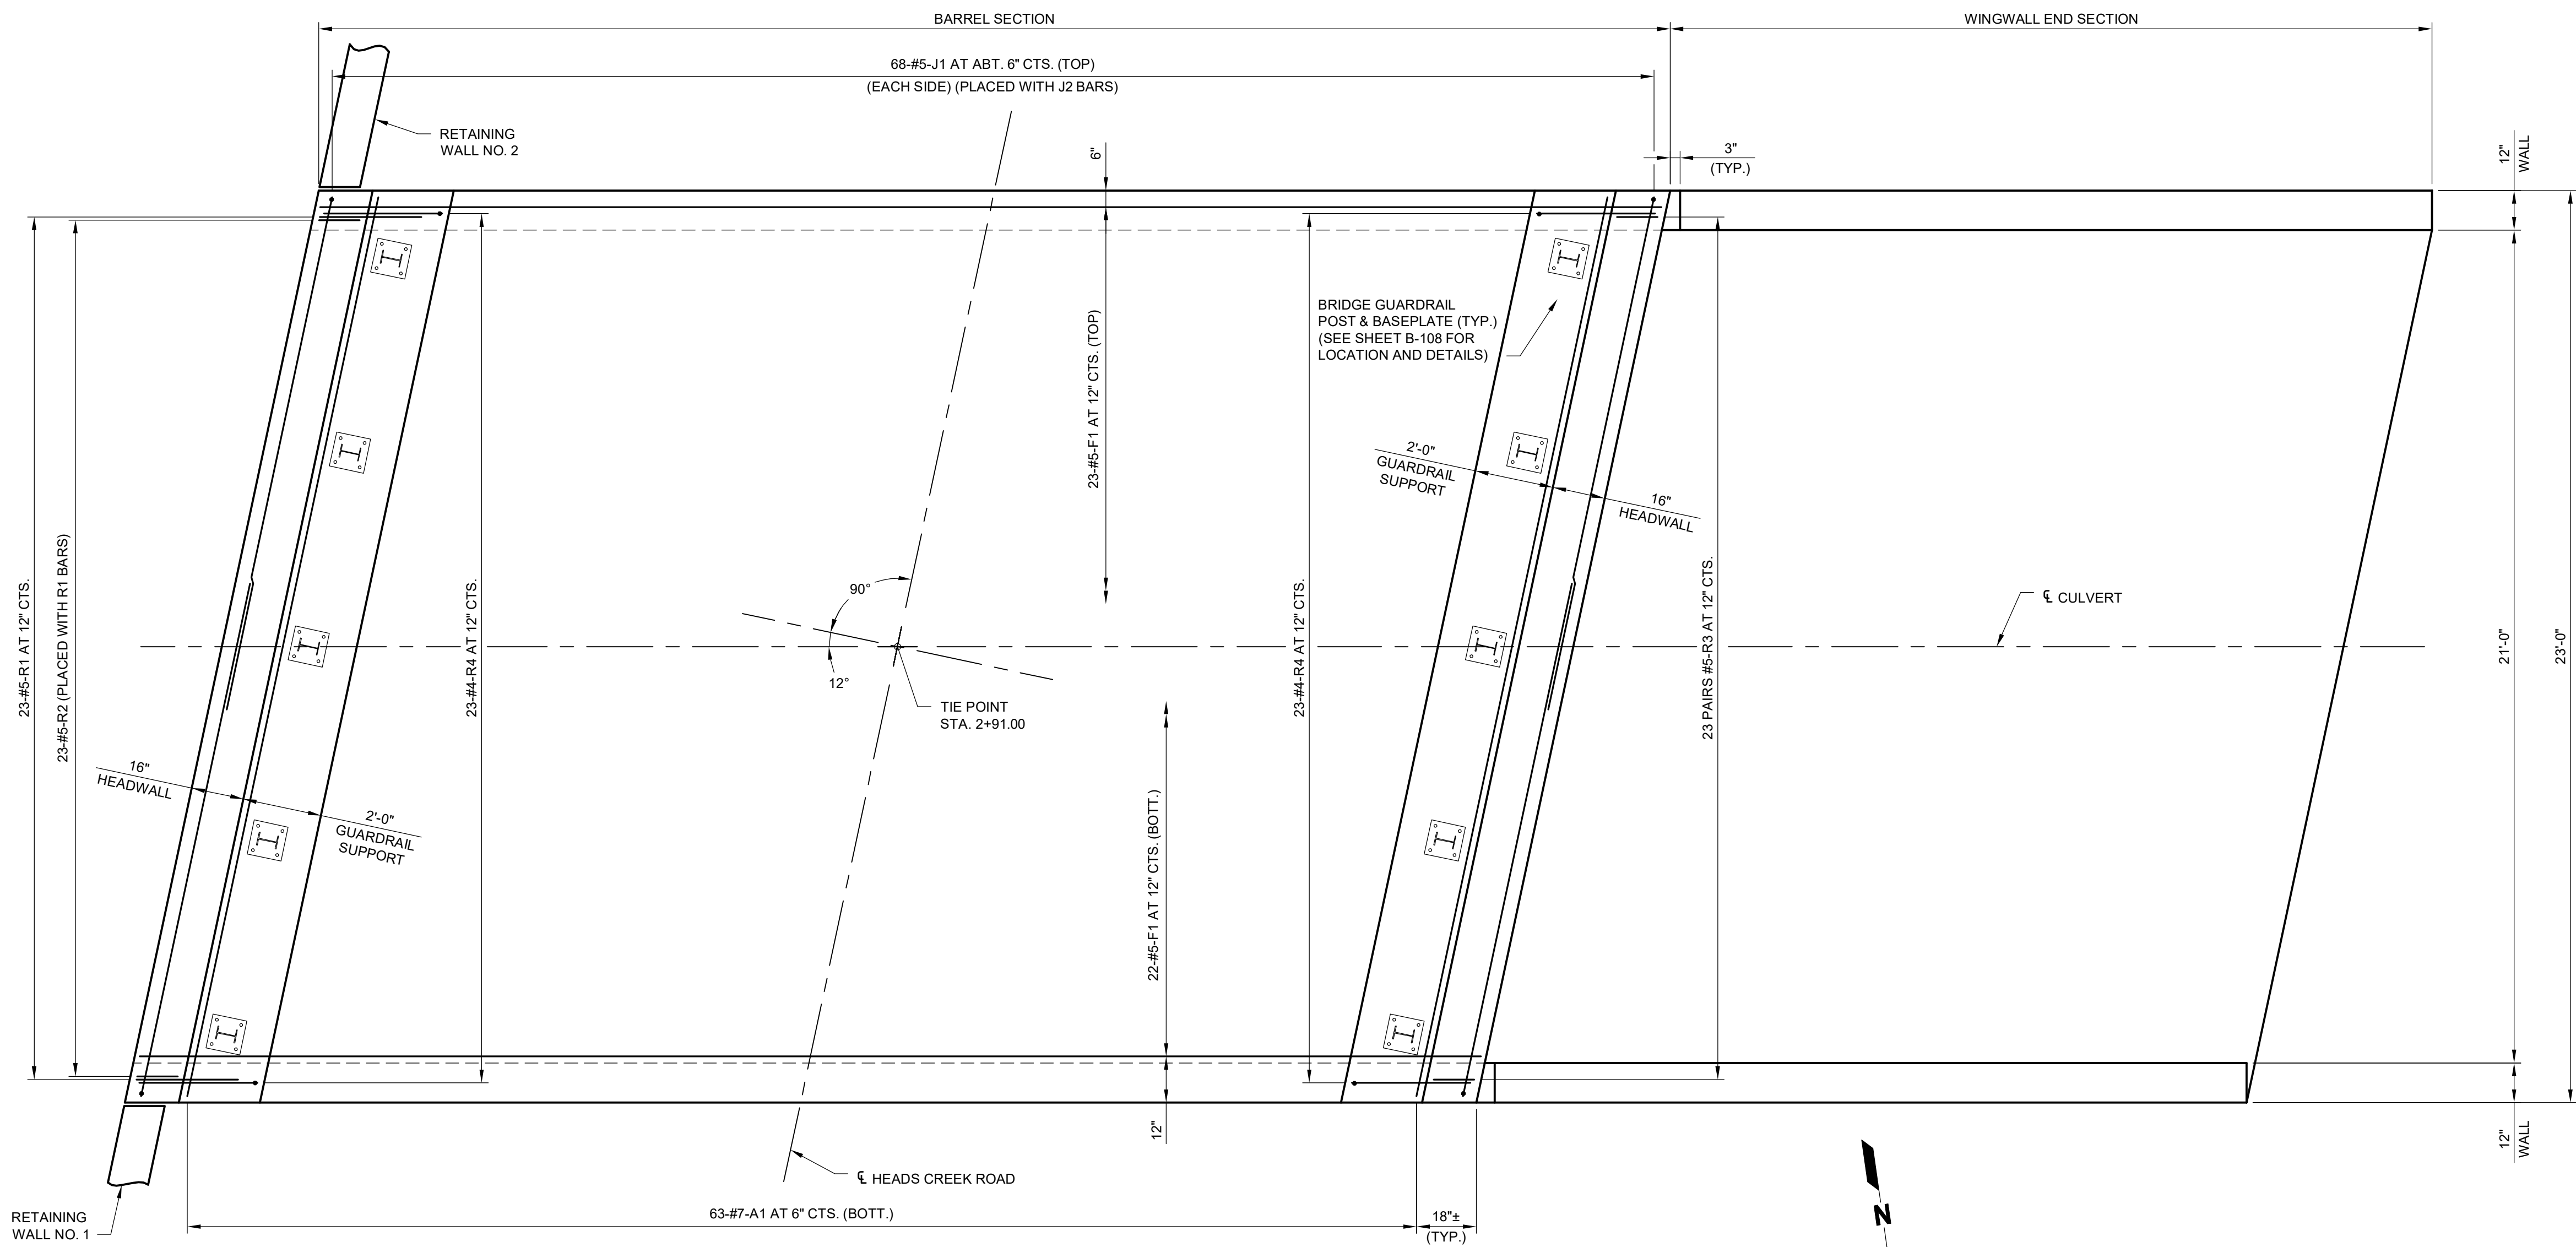 BARREL SECTION
WINGWALL END SECTION
68-#5-J1 AT ABT. 6" CTS. (TOP)
(EACH SIDE) (PLACED WITH J2 BARS)
RETAINING
WALL NO. 2
6"
3"
(TYP.)
12"
WALL
BRIDGE GUARDRAIL
POST & BASEPLATE (TYP.)
(SEE SHEET B-108 FOR
LOCATION AND DETAILS)
23-#5-F1 AT 12" CTS. (TOP)
2'-0"
GUARDRAIL
SUPPORT
16"
HEADWALL
23-#5-R1 AT 12" CTS.
23-#5-R2 (PLACED WITH R1 BARS)
23-#4-R4 AT 12" CTS.
90°
12°
TIE POINT
STA. 2+91.00
23-#4-R4 AT 12" CTS.
23 PAIRS #5-R3 AT 12" CTS.
℄ CULVERT
21'-0"
23'-0"
16"
HEADWALL
2'-0"
GUARDRAIL
SUPPORT
22-#5-F1 AT 12" CTS. (BOTT.)
12"
12"
WALL
℄ HEADS CREEK ROAD
63-#7-A1 AT 6" CTS. (BOTT.)
18"±
(TYP.)
RETAINING
WALL NO. 1
N